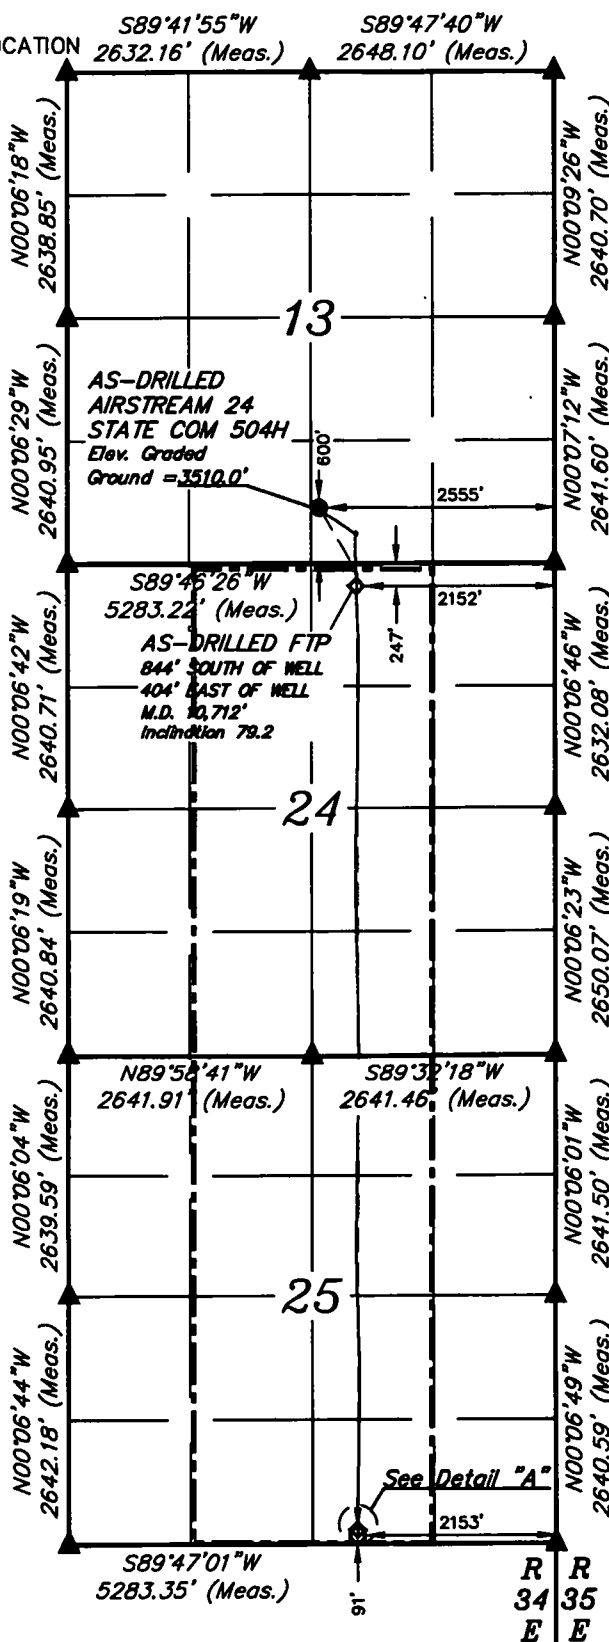 S89°41'55"W
2632.16' (Meas.)
S89°47'40"W
2648.10' (Meas.)
OCATION
N00°06'18"W
2638.85' (Meas.)
N00°09'26"W
2640.70' (Meas.)
13
N00°06'29"W
2640.95' (Meas.)
N00°07'12"W
2641.60' (Meas.)
AS-DRILLED
AIRSTREAM 24
STATE COM 504H
Elev. Graded
Ground =3510.0'
600'
2555'
S89°46'26"W
5283.22' (Meas.)
2152'
247'
AS-DRILLED FTP
844' SOUTH OF WELL
404' EAST OF WELL
M.D. 10,712'
Inclination 79.2
N00°06'42"W
2640.71' (Meas.)
N00°06'46"W
2632.08' (Meas.)
24
N00°06'19"W
2640.84' (Meas.)
N00°06'23"W
2650.07' (Meas.)
N89°58'41"W
2641.91' (Meas.)
S89°32'18"W
2641.46' (Meas.)
N00°06'04"W
2639.59' (Meas.)
N00°06'01"W
2641.50' (Meas.)
25
N00°06'44"W
2642.18' (Meas.)
N00°06'49"W
2640.59' (Meas.)
See Detail "A"
2153'
91'
S89°47'01"W
5283.35' (Meas.)
R R
34 35
E E